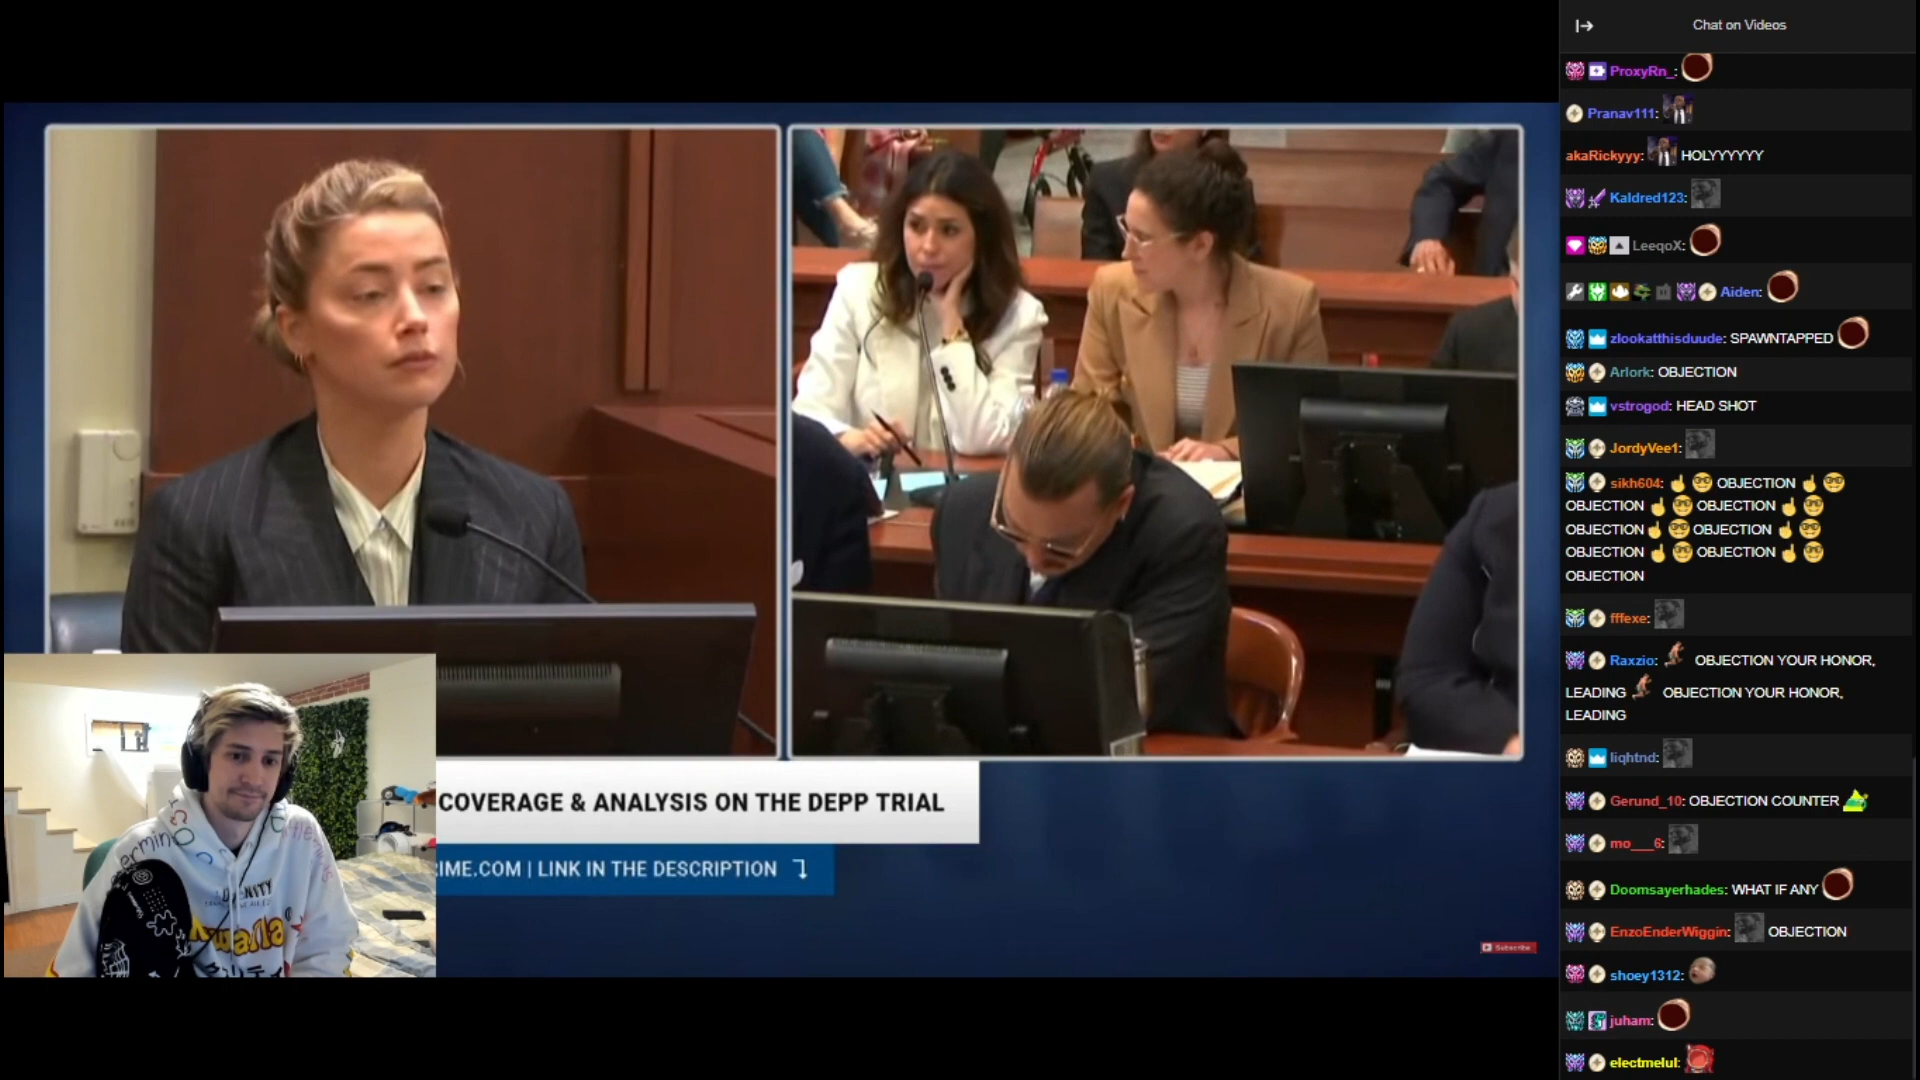 COVERAGE & ANALYSIS ON THE DEPP TRIAL
IME.COM | LINK IN THE DESCRIPTION
Subscribe
Chat on Videos
ProxyRn_:
Pranav111:
akaRickyyy: HOLYYYYYY
Kaldred123:
LeeqoX:
Aiden:
zlookatthisduude: SPAWNTAPPED
Arlork: OBJECTION
vstrogod: HEAD SHOT
JordyVee1:
sikh604: ☝ 🤓 OBJECTION ☝ 🤓
OBJECTION ☝ 🤓 OBJECTION ☝ 🤓
OBJECTION ☝ 🤓 OBJECTION ☝ 🤓
OBJECTION ☝ 🤓 OBJECTION ☝ 🤓
OBJECTION
fffexe:
Raxzio: OBJECTION YOUR HONOR,
LEADING OBJECTION YOUR HONOR,
LEADING
liqhtnd:
Gerund_10: OBJECTION COUNTER
mo___6:
Doomsayerhades: WHAT IF ANY
EnzoEnderWiggin: OBJECTION
shoey1312:
juham:
electmelul: